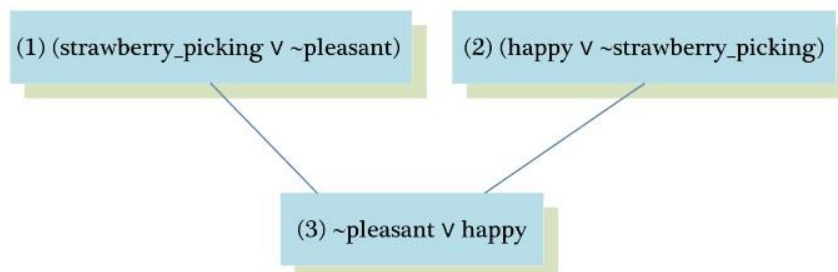 (1) (strawberry_picking ∨ ~pleasant)
(2) (happy ∨ ~strawberry_picking)
(3) ~pleasant ∨ happy